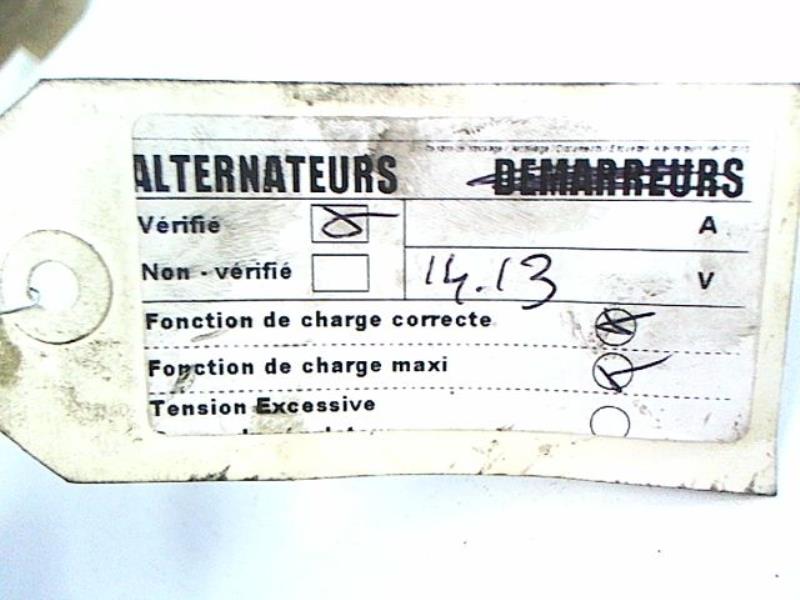 ALTERNATEURS DEMARREURS
Vérifié A
Non - vérifié 14.13 V
Fonction de charge correcte
Fonction de charge maxi
Tension Excessive